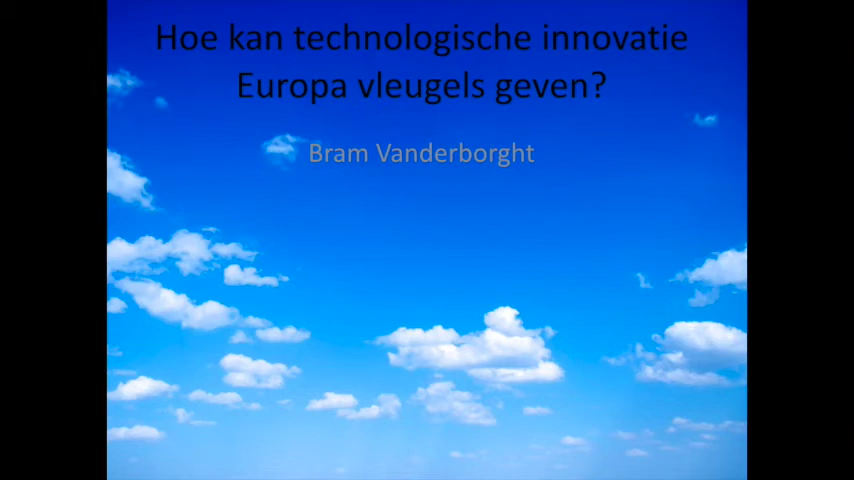 Hoe kan technologische innovatie
Europa vleugels geven?
Bram Vanderborght